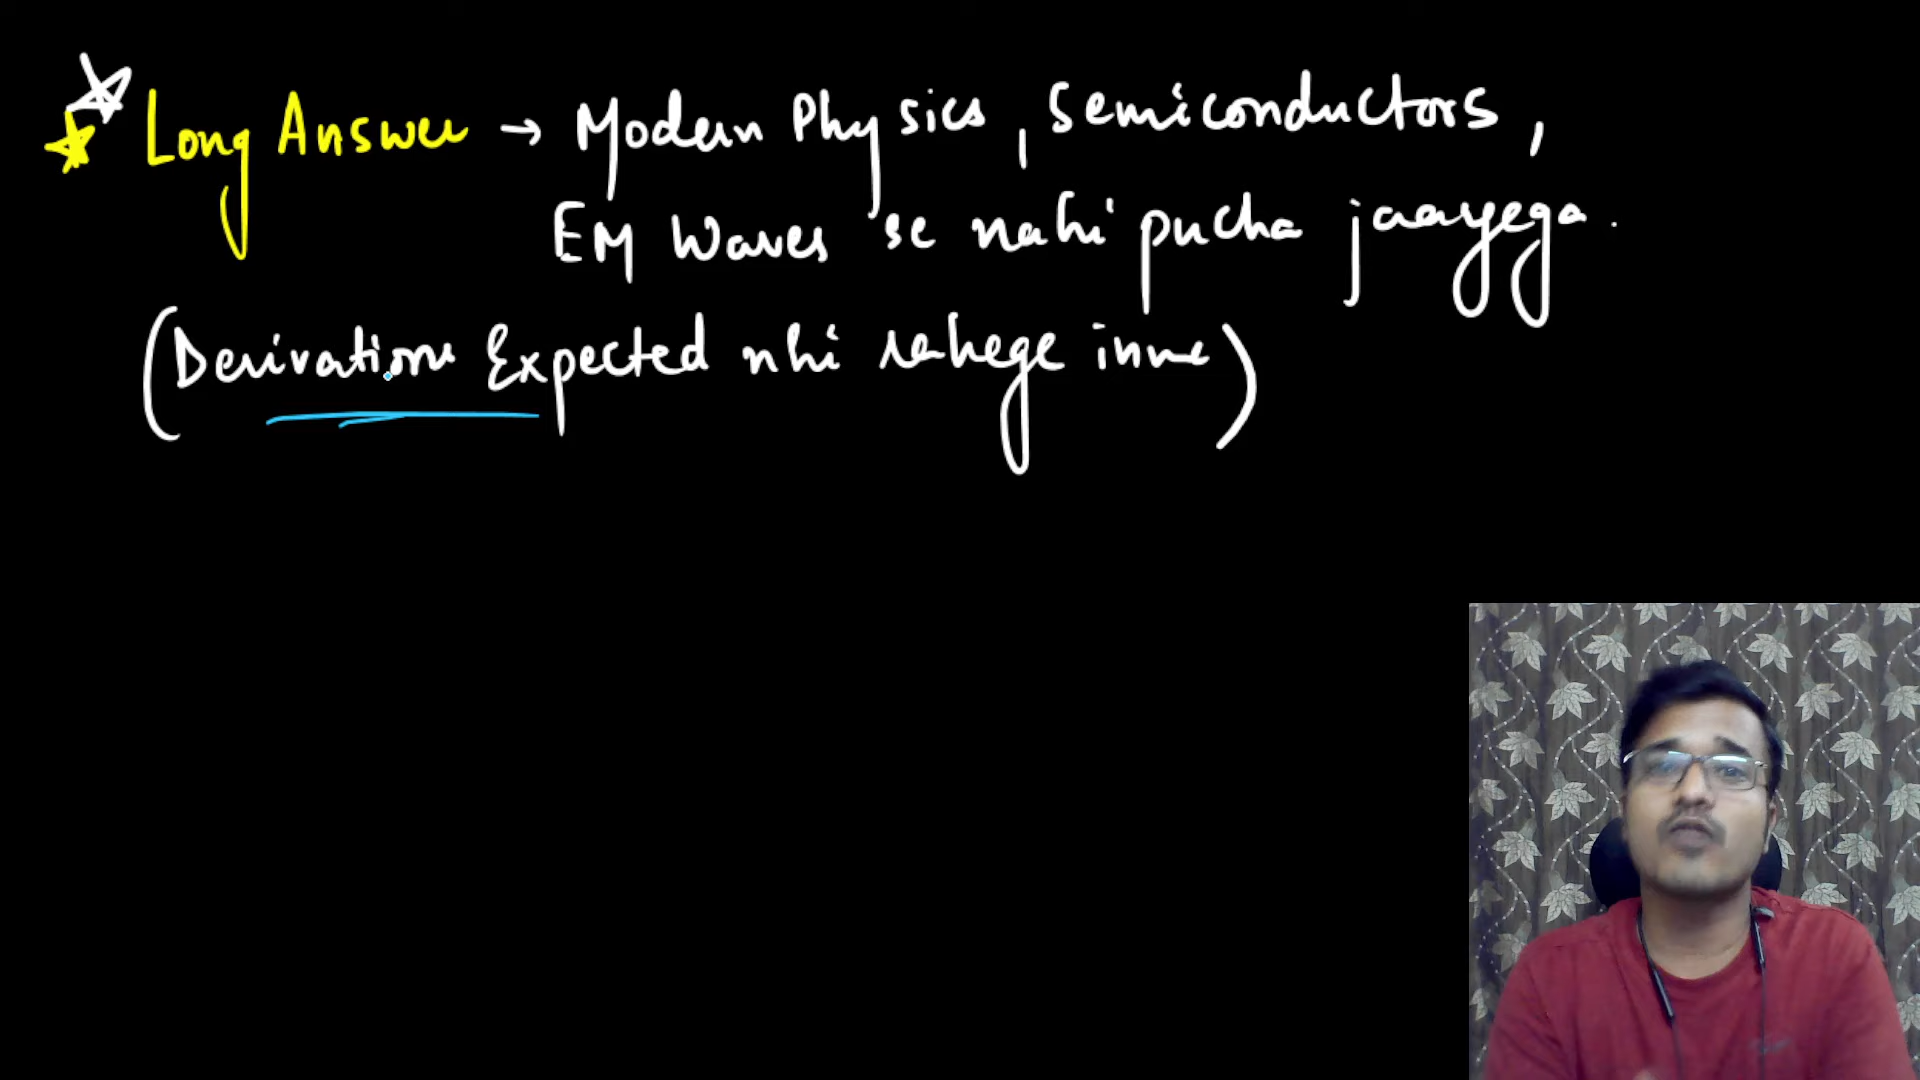 Long Answer → Modern Physics, Semiconductors,
EM Waves se nahi pucha jaayega.
(Derivations Expected nhi rahege inme)